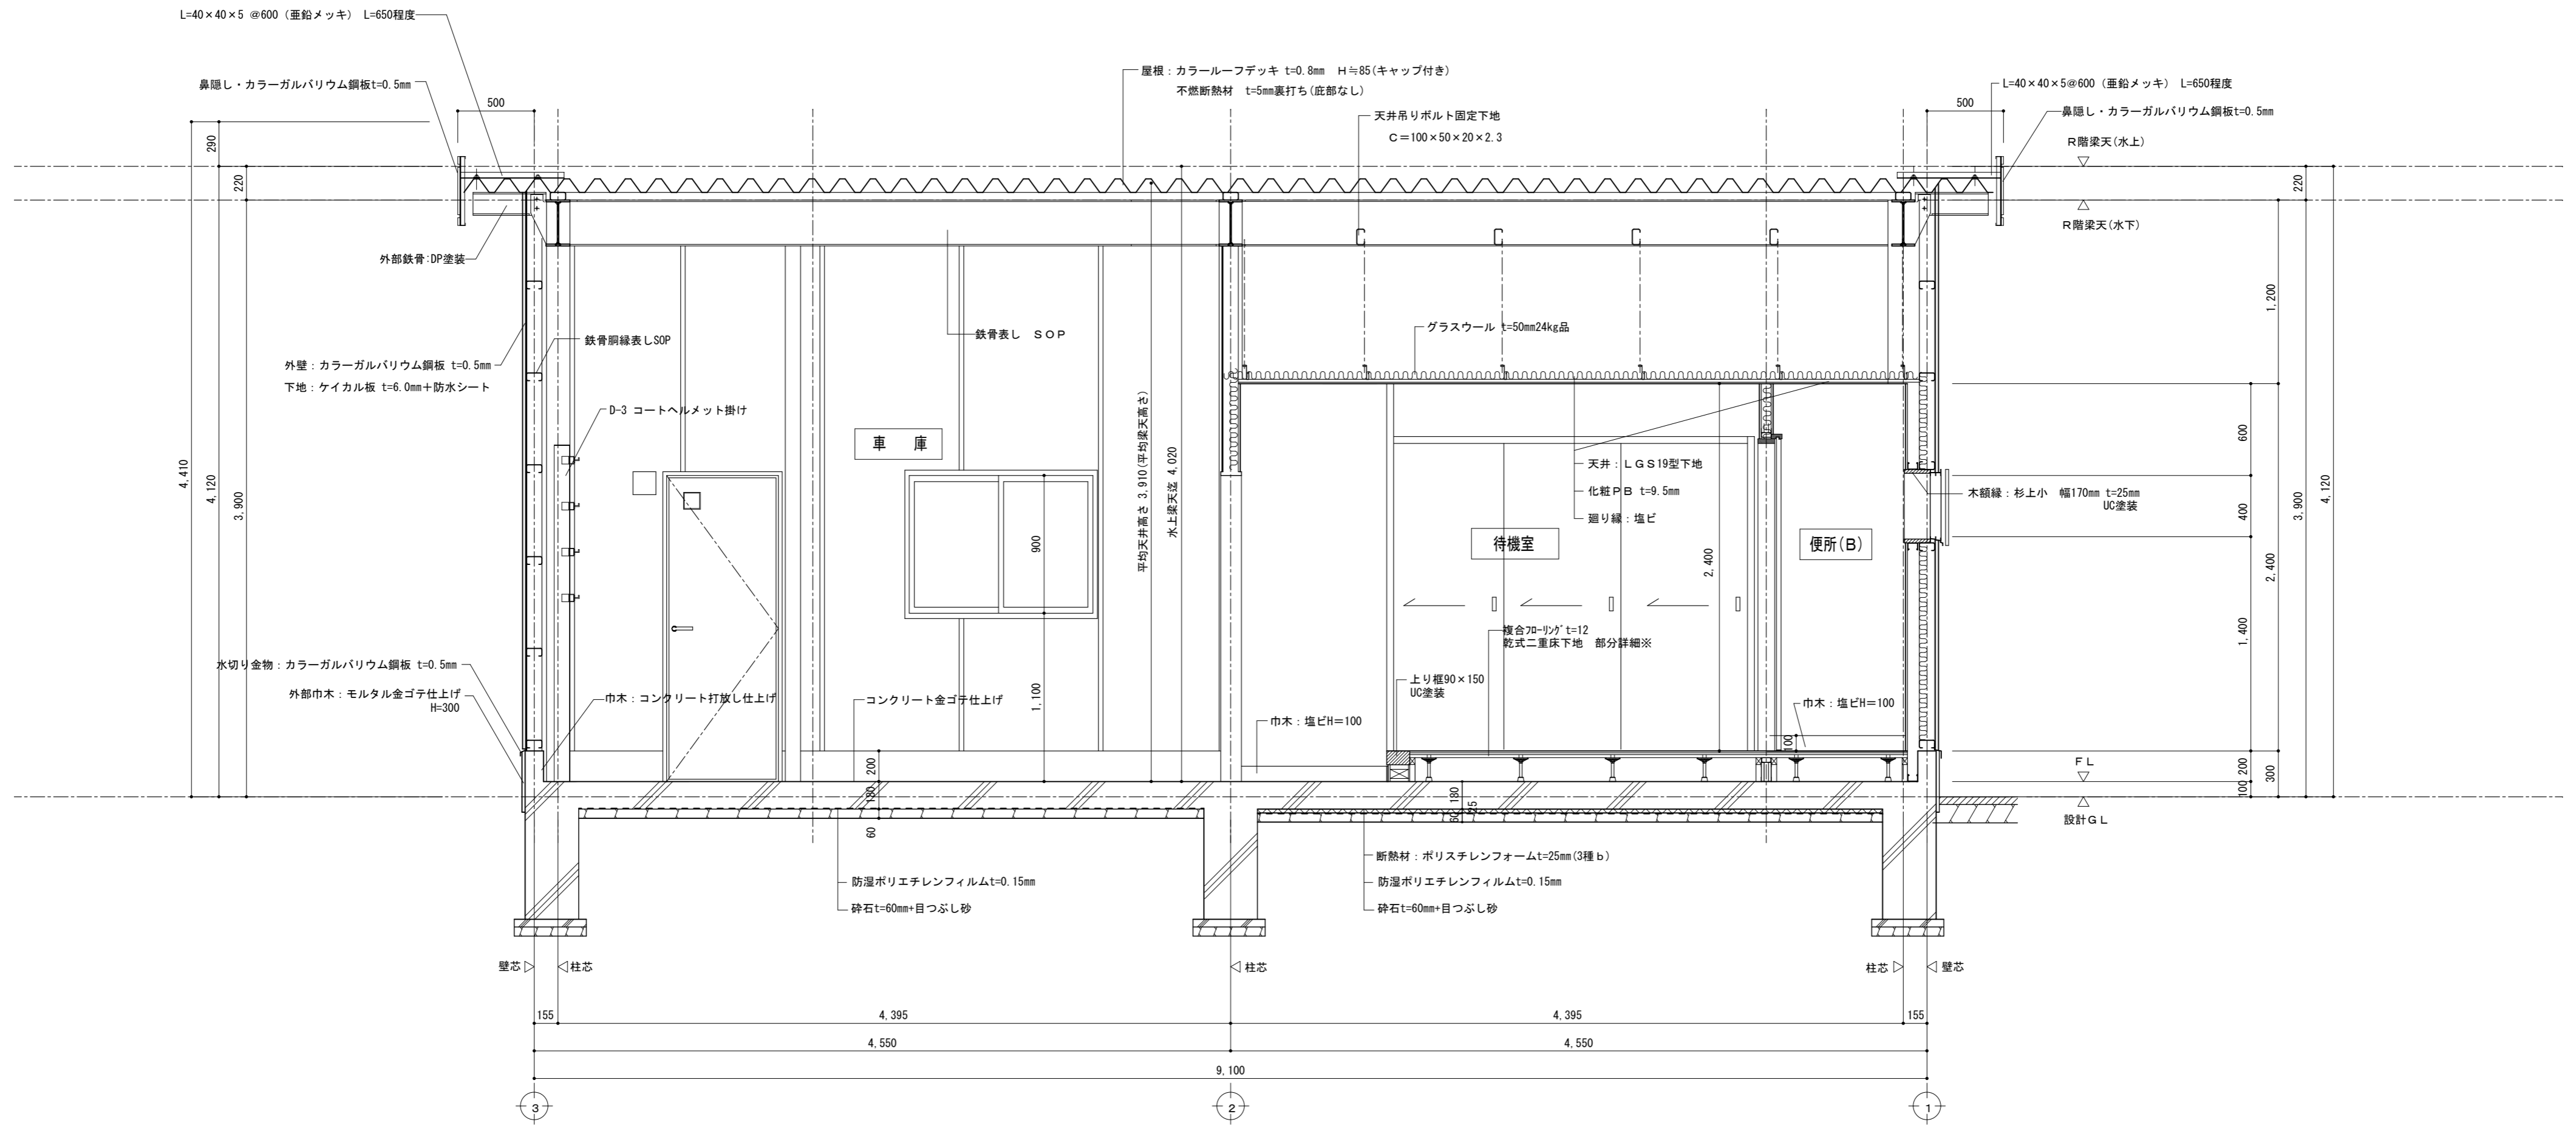 L=40×40×5 @600（亜鉛メッキ） L=650程度
鼻隠し・カラーガルバリウム鋼板t=0.5mm
500
屋根：カラールーフデッキ t=0.8mm H≒85(キャップ付き)
不燃断熱材 t=5mm裏打ち(庇部なし)
天井吊りボルト固定下地
C＝100×50×20×2.3
L=40×40×5@600（亜鉛メッキ） L=650程度
500
鼻隠し・カラーガルバリウム鋼板t=0.5mm
R階梁天(水上)
R階梁天(水下)
290
220
4,410
4,120
3,900
外部鉄骨:DP塗装
鉄骨胴縁表しSOP
外壁：カラーガルバリウム鋼板 t=0.5mm
下地：ケイカル板 t=6.0mm＋防水シート
D-3 コートヘルメット掛け
鉄骨表し ＳＯＰ
車 庫
平均天井高さ 3,910(平均梁天高さ)
水上梁天迄 4,020
900
1,100
グラスウール t=50mm24kg品
天井：ＬＧＳ19型下地
化粧ＰＢ t=9.5mm
廻り縁：塩ビ
待機室
2,400
便所(B)
複合フローリングt=12
乾式二重床下地 部分詳細※
上り框90×150
UC塗装
巾木：塩ビH＝100
巾木：塩ビH＝100
100
木額縁：杉上小 幅170mm t=25mm
UC塗装
220
1,200
600
400
1,400
2,400
3,900
4,120
100
200
300
ＦＬ
設計ＧＬ
水切り金物：カラーガルバリウム鋼板 t=0.5mm
外部巾木：モルタル金ゴテ仕上げ
H=300
巾木：コンクリート打放し仕上げ
コンクリート金ゴテ仕上げ
200
180
60
180
25
60
防湿ポリエチレンフィルムt=0.15mm
砕石t=60mm+目つぶし砂
断熱材：ポリスチレンフォームt=25mm(3種ｂ)
防湿ポリエチレンフィルムt=0.15mm
砕石t=60mm+目つぶし砂
壁芯
柱芯
柱芯
柱芯
壁芯
155
4,395
4,395
155
4,550
4,550
9,100
3
2
1